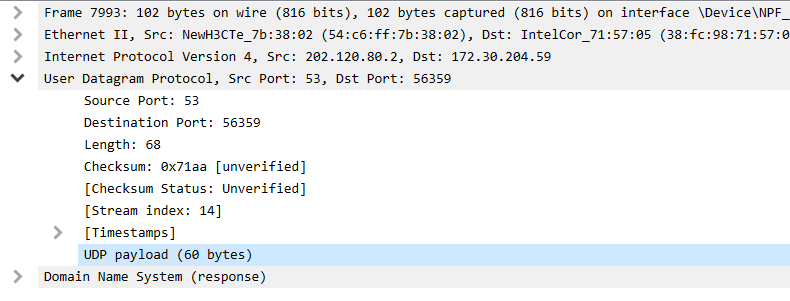 Frame 7993: 102 bytes on wire (816 bits), 102 bytes captured (816 bits) on interface \Device\NPF_
Ethernet II, Src: NewH3CTe_7b:38:02 (54:c6:ff:7b:38:02), Dst: IntelCor_71:57:05 (38:fc:98:71:57:0
Internet Protocol Version 4, Src: 202.120.80.2, Dst: 172.30.204.59
User Datagram Protocol, Src Port: 53, Dst Port: 56359
Source Port: 53
Destination Port: 56359
Length: 68
Checksum: 0x71aa [unverified]
[Checksum Status: Unverified]
[Stream index: 14]
[Timestamps]
UDP payload (60 bytes)
Domain Name System (response)